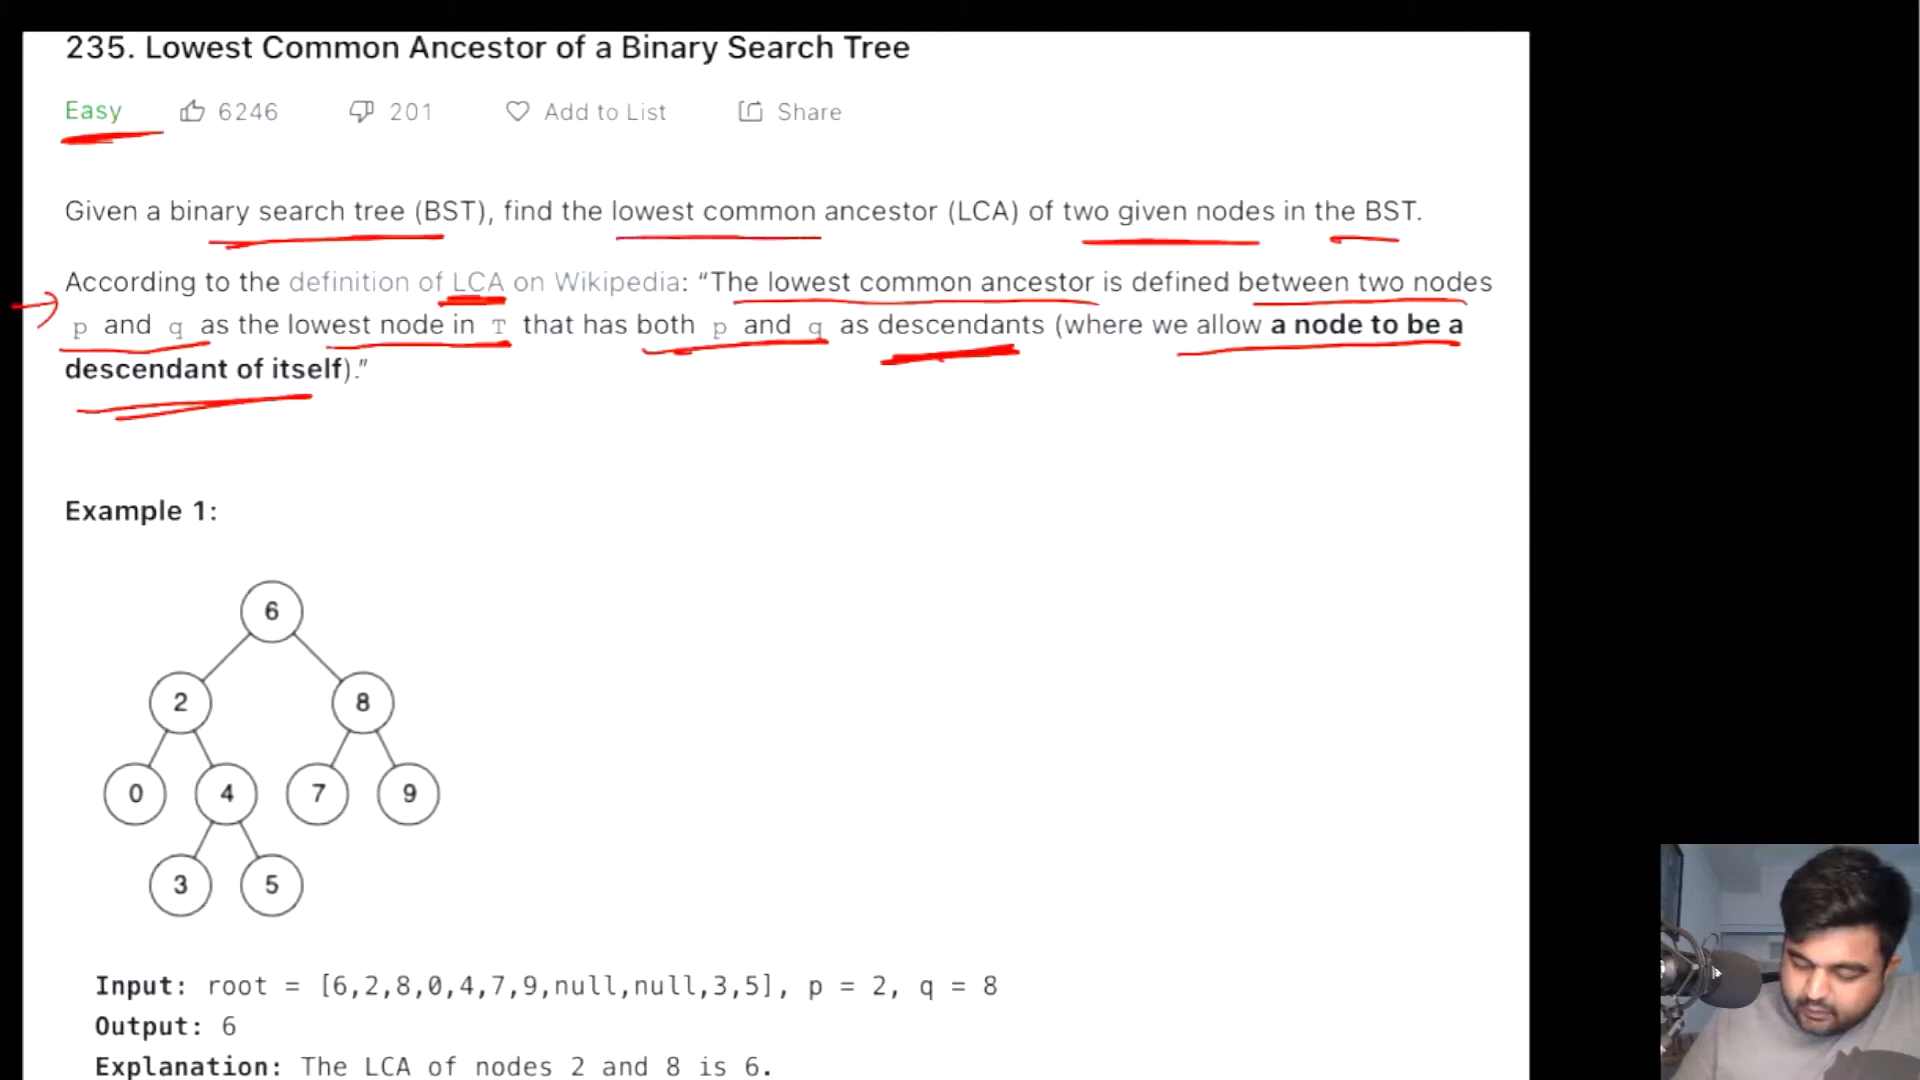 235. Lowest Common Ancestor of a Binary Search Tree
Easy 6246 201 Add to List Share
Given a binary search tree (BST), find the lowest common ancestor (LCA) of two given nodes in the BST.
According to the definition of LCA on Wikipedia: “The lowest common ancestor is defined between two nodes
p and q as the lowest node in T that has both p and q as descendants (where we allow a node to be a
descendant of itself).”
Example 1:
6
2 8
0 4 7 9
3 5
Input: root = [6,2,8,0,4,7,9,null,null,3,5], p = 2, q = 8
Output: 6
Explanation: The LCA of nodes 2 and 8 is 6.